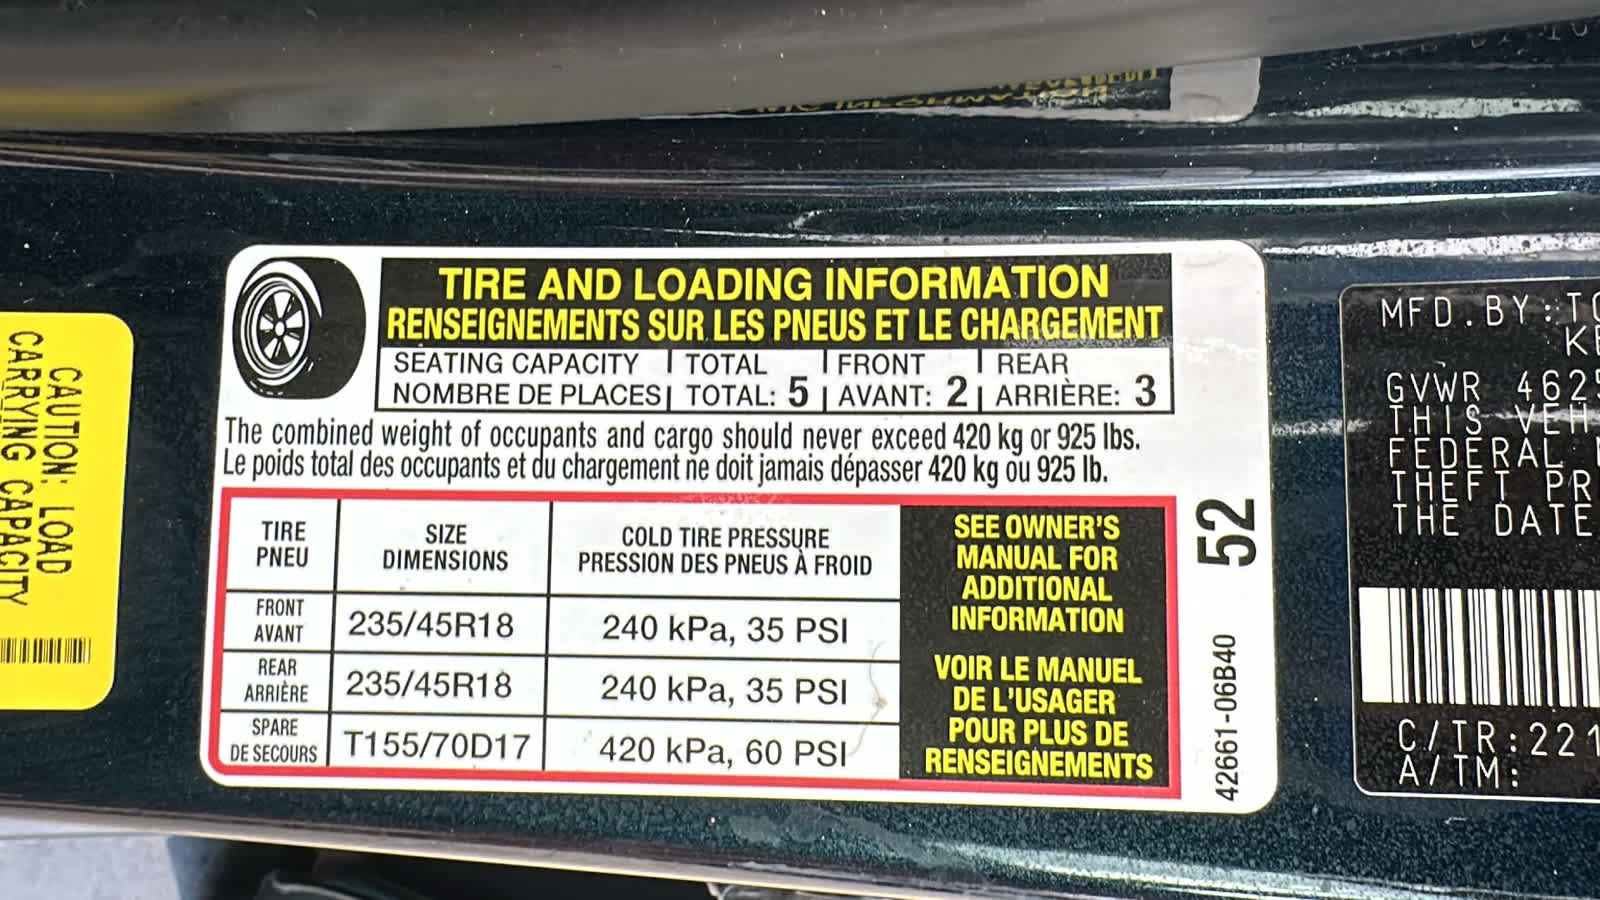 CAUTION: LOAD
CARRYING CAPACITY
TIRE AND LOADING INFORMATION
RENSEIGNEMENTS SUR LES PNEUS ET LE CHARGEMENT
SEATING CAPACITY TOTAL FRONT REAR
NOMBRE DE PLACES TOTAL: 5 AVANT: 2 ARRIÈRE: 3
The combined weight of occupants and cargo should never exceed 420 kg or 925 lbs.
Le poids total des occupants et du chargement ne doit jamais dépasser 420 kg ou 925 lb.
TIRE SIZE COLD TIRE PRESSURE
PNEU DIMENSIONS PRESSION DES PNEUS À FROID
FRONT
AVANT 235/45R18 240 kPa, 35 PSI
REAR
ARRIÈRE 235/45R18 240 kPa, 35 PSI
SPARE
DE SECOURS T155/70D17 420 kPa, 60 PSI
SEE OWNER'S
MANUAL FOR
ADDITIONAL
INFORMATION
VOIR LE MANUEL
DE L'USAGER
POUR PLUS DE
RENSEIGNEMENTS
52
42661-06B40
MFD.BY:
GVWR
THIS
FEDERAL
THEFT
THE DATE
C/TR:
A/TM: